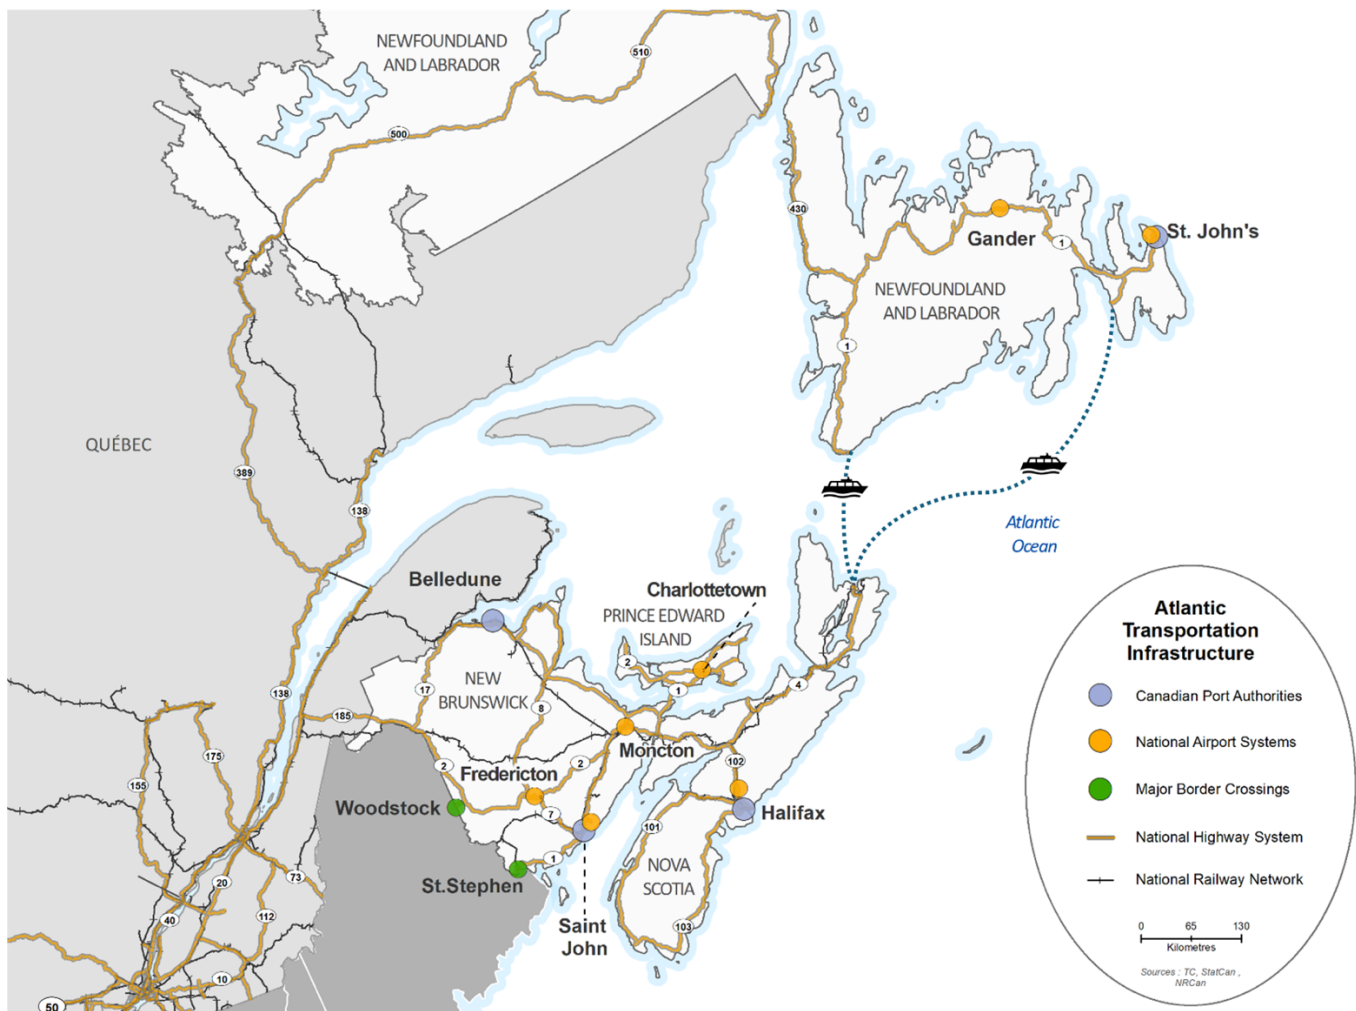 NEWFOUNDLAND
AND LABRADOR
510
500
430
Gander
1
St. John's
NEWFOUNDLAND
AND LABRADOR
1
QUÉBEC
389
138
Atlantic
Ocean
Belledune
Charlottetown
PRINCE EDWARD
ISLAND
2
1
NEW
BRUNSWICK
17
8
4
138
185
Moncton
175
2
Fredericton
2
102
155
Woodstock
7
Halifax
101
1
St.Stephen
NOVA
SCOTIA
73
20
112
40
103
Saint
John
10
50
Atlantic
Transportation
Infrastructure
Canadian Port Authorities
National Airport Systems
Major Border Crossings
National Highway System
National Railway Network
0 65 130
Kilometres
Sources : TC, StatCan ,
NRCan